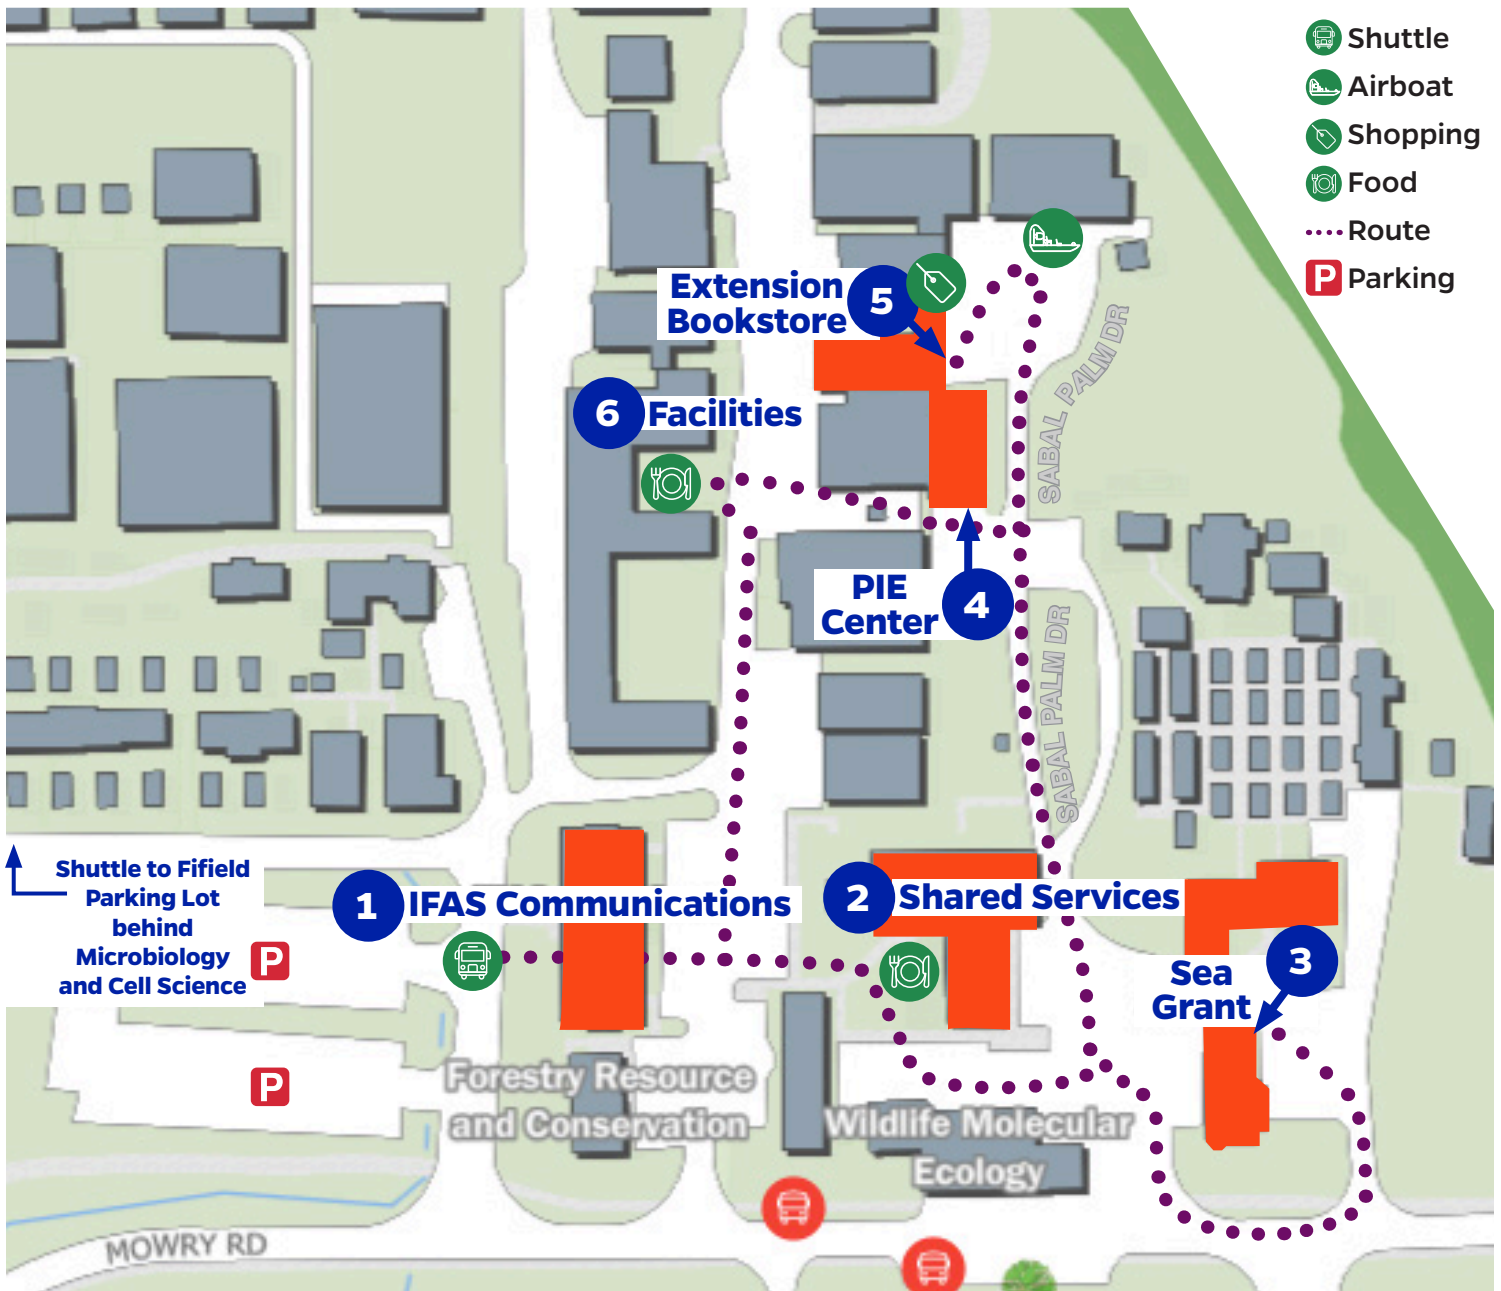 Shuttle
Airboat
Shopping
Food
Route
P Parking
Extension
Bookstore
5
6 Facilities
SABAL PALM DR
PIE
Center
4
SABAL PALM DR
Shuttle to Fifield
Parking Lot
behind
Microbiology
and Cell Science
P
1 IFAS Communications
2 Shared Services
3
Sea
Grant
P
Forestry Resource
and Conservation
Wildlife Molecular
Ecology
MOWRY RD